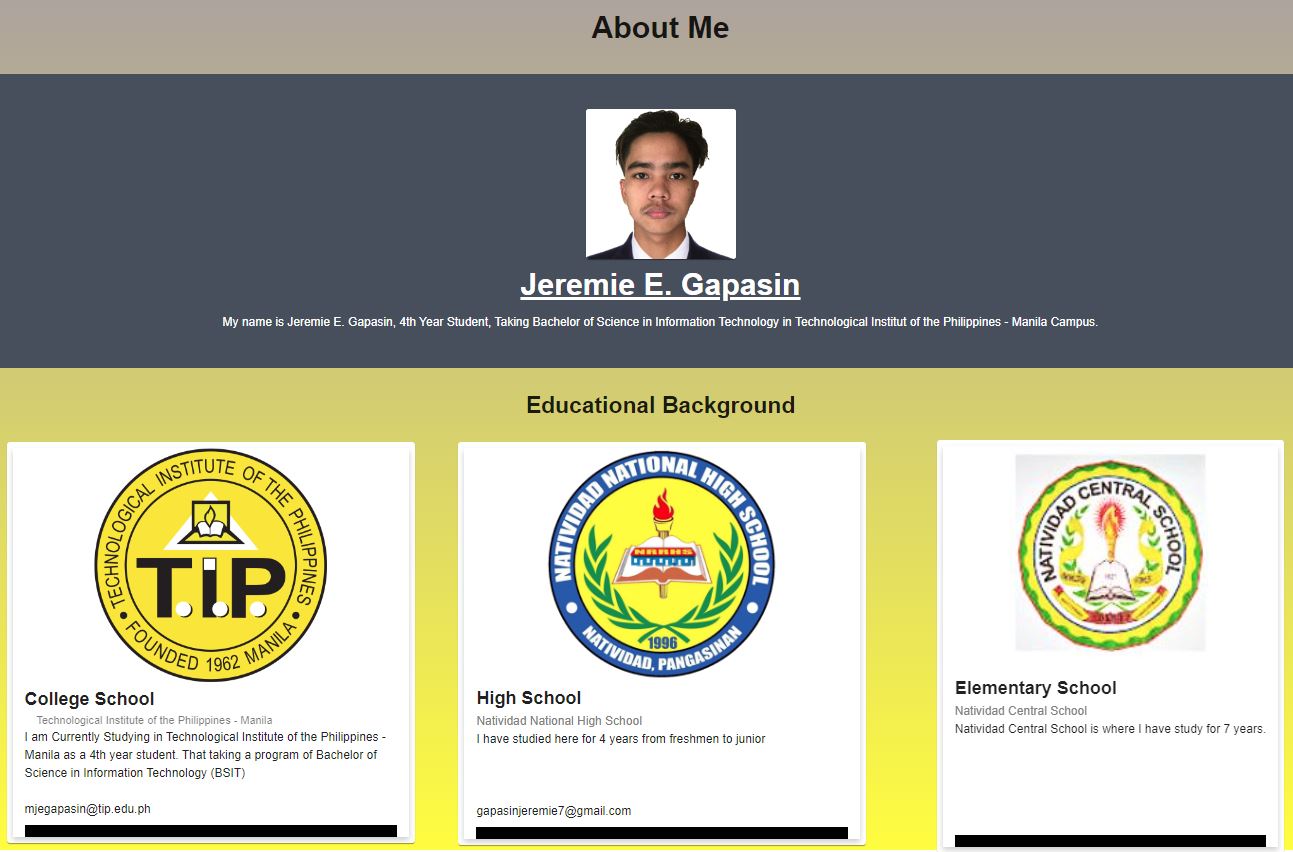 About Me
Jeremie E. Gapasin
My name is Jeremie E. Gapasin, 4th Year Student, Taking Bachelor of Science in Information Technology in Technological Institut of the Philippines - Manila Campus.
Educational Background
TECHNOLOGICAL INSTITUTE OF THE PHILIPPINES
T.I.P.
• FOUNDED 1962 MANILA •
College School
Technological Institute of the Philippines - Manila
I am Currently Studying in Technological Institute of the Philippines -
Manila as a 4th year student. That taking a program of Bachelor of
Science in Information Technology (BSIT)
mjegapasin@tip.edu.ph
NATIVIDAD NATIONAL HIGH SCHOOL
1996
• NATIVIDAD, PANGASINAN •
High School
Natividad National High School
I have studied here for 4 years from freshmen to junior
gapasinjeremie7@gmail.com
NATIVIDAD CENTRAL SCHOOL
Elementary School
Natividad Central School
Natividad Central School is where I have study for 7 years.